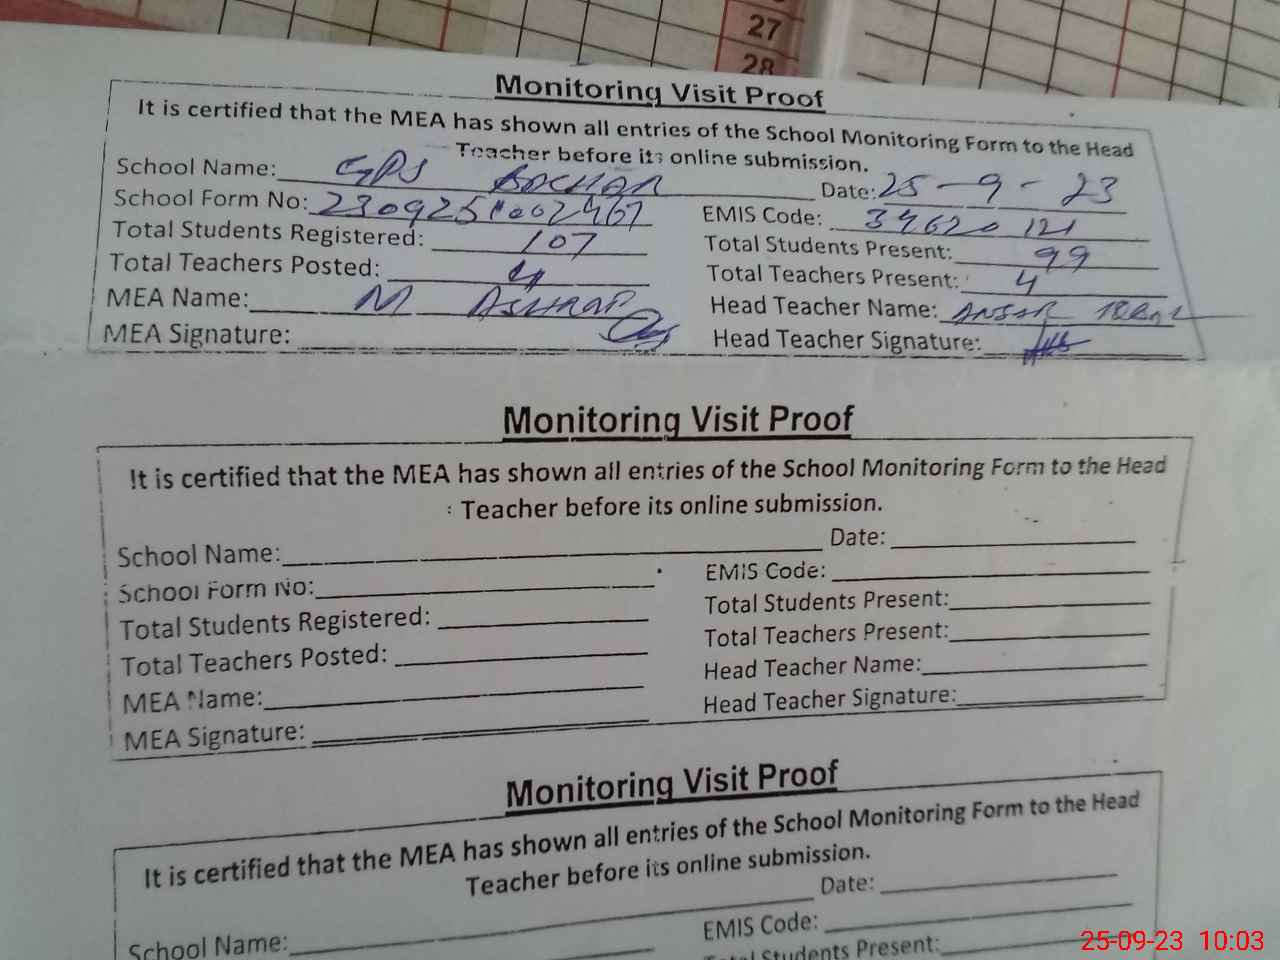 27
28
Monitoring Visit Proof
It is certified that the MEA has shown all entries of the School Monitoring Form to the Head
Teacher before its online submission.
School Name: GPS BOCHAR Date: 25-9-23
School Form No: EMIS Code: 34620121
Total Students Registered: 107 Total Students Present: 99
Total Teachers Posted: 4 Total Teachers Present: 4
MEA Name: M ASHRAF Head Teacher Name: ANSAR IQBAL
MEA Signature: Head Teacher Signature:
Monitoring Visit Proof
It is certified that the MEA has shown all entries of the School Monitoring Form to the Head
Teacher before its online submission.
School Name: Date:
School Form No: EMIS Code:
Total Students Registered: Total Students Present:
Total Teachers Posted: Total Teachers Present:
MEA Name: Head Teacher Name:
MEA Signature: Head Teacher Signature:
Monitoring Visit Proof
It is certified that the MEA has shown all entries of the School Monitoring Form to the Head
Teacher before its online submission.
School Name: Date:
EMIS Code:
Students Present:
25-09-23 10:03